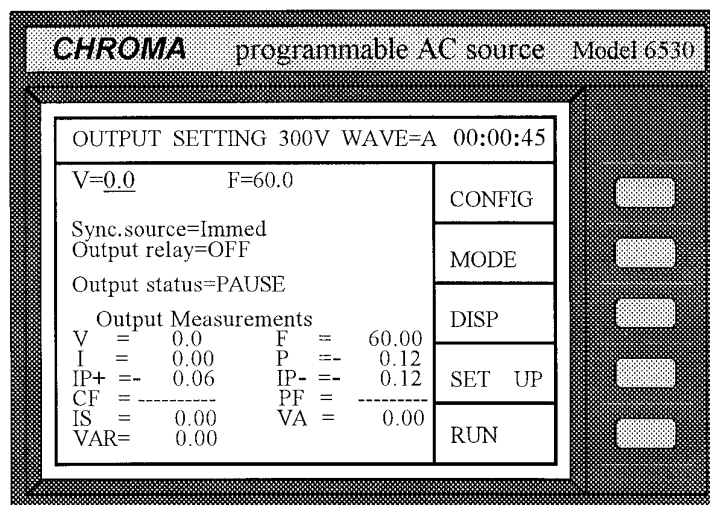 CHROMA programmable AC source Model 6530
OUTPUT SETTING 300V WAVE=A 00:00:45
V=0.0 F=60.0
CONFIG
Sync.source=Immed
Output relay=OFF
MODE
Output status=PAUSE
Output Measurements
DISP
V = 0.0 F = 60.00
I = 0.00 P =- 0.12
IP+ =- 0.06 IP- =- 0.12
SET UP
CF = ---------- PF = ---------
IS = 0.00 VA = 0.00
VAR= 0.00
RUN